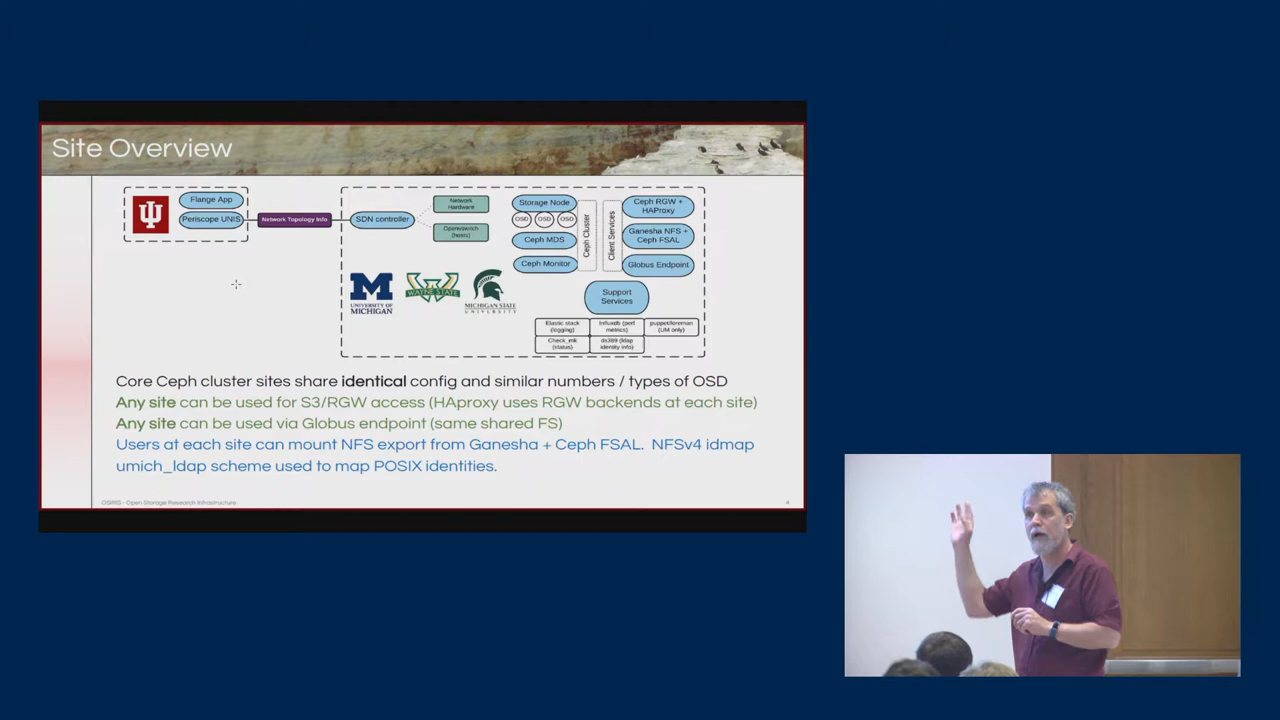 Site Overview
Flange App
Periscope UNIS
Network Topology Info
SDN controller
Network
Hardware
Openvswitch
(hosts)
Storage Node
OSD OSD OSD
Ceph MDS
Ceph Monitor
Ceph Cluster
Client Services
Ceph RGW +
HAProxy
Ganesha NFS +
Ceph FSAL
Globus Endpoint
Support
Services
Elastic stack
(logging)
Influxdb (perf
metrics)
puppet/foreman
(UM only)
Check_mk
(status)
ds389 (ldap
identity info)
UNIVERSITY OF
MICHIGAN
WAYNE STATE
MICHIGAN STATE
UNIVERSITY
Core Ceph cluster sites share identical config and similar numbers / types of OSD
Any site can be used for S3/RGW access (HAproxy uses RGW backends at each site)
Any site can be used via Globus endpoint (same shared FS)
Users at each site can mount NFS export from Ganesha + Ceph FSAL. NFSv4 idmap
umich_ldap scheme used to map POSIX identities.
OSiRIS - Open Storage Research Infrastructure
4